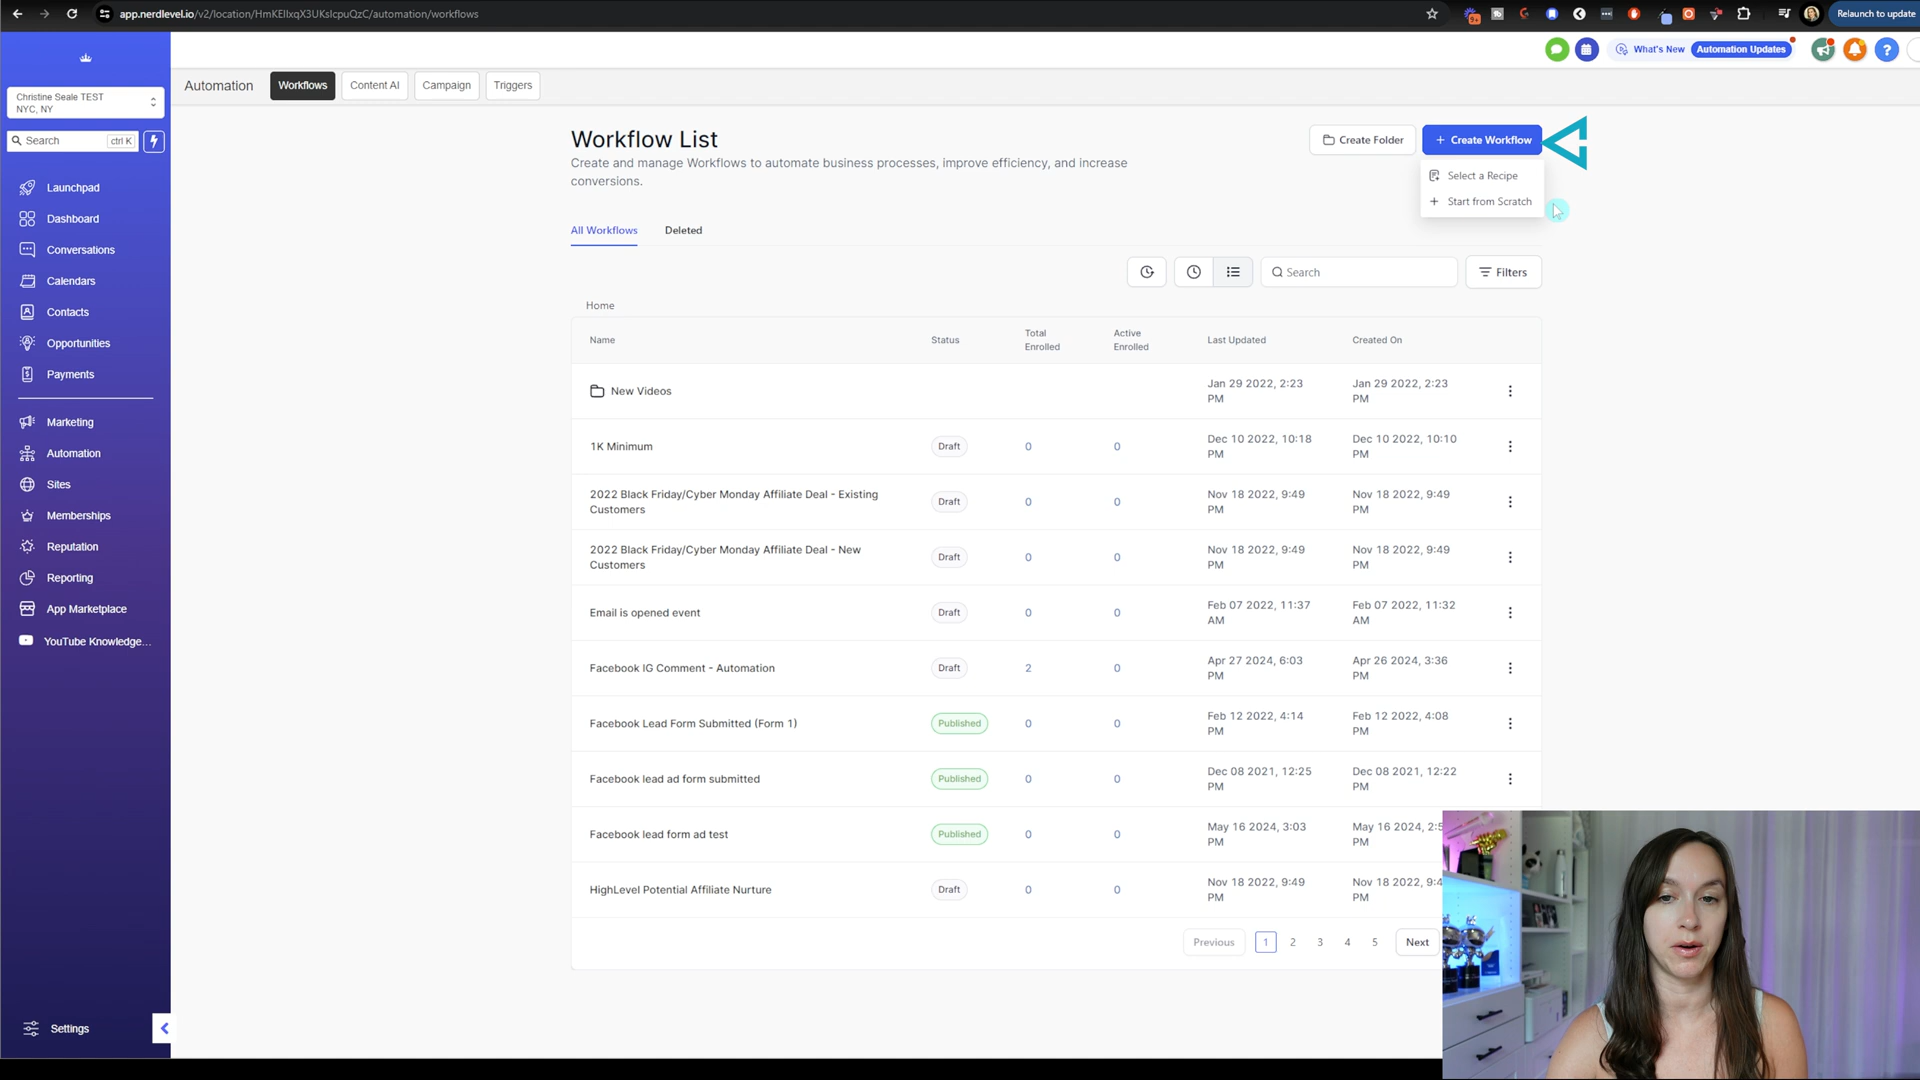 app.nerdlevel.io/v2/location/HmKEllxqX3UKslcpuQzC/automation/workflows
9+
Relaunch to update
What's New
Automation Updates
?
Christine Seale TEST
NYC, NY
Automation
Workflows
Content AI
Campaign
Triggers
Search
ctrl K
Launchpad
Dashboard
Conversations
Calendars
Contacts
Opportunities
Payments
Marketing
Automation
Sites
Memberships
Reputation
Reporting
App Marketplace
YouTube Knowledge...
Settings
Workflow List
Create and manage Workflows to automate business processes, improve efficiency, and increase
conversions.
Create Folder
+ Create Workflow
Select a Recipe
+ Start from Scratch
All Workflows
Deleted
Search
Filters
Home
Name
Status
Total
Enrolled
Active
Enrolled
Last Updated
Created On
New Videos
Jan 29 2022, 2:23
PM
Jan 29 2022, 2:23
PM
1K Minimum
Draft
0
0
Dec 10 2022, 10:18
PM
Dec 10 2022, 10:10
PM
2022 Black Friday/Cyber Monday Affiliate Deal - Existing
Customers
Draft
0
0
Nov 18 2022, 9:49
PM
Nov 18 2022, 9:49
PM
2022 Black Friday/Cyber Monday Affiliate Deal - New
Customers
Draft
0
0
Nov 18 2022, 9:49
PM
Nov 18 2022, 9:49
PM
Email is opened event
Draft
0
0
Feb 07 2022, 11:37
AM
Feb 07 2022, 11:32
AM
Facebook IG Comment - Automation
Draft
2
0
Apr 27 2024, 6:03
PM
Apr 26 2024, 3:36
PM
Facebook Lead Form Submitted (Form 1)
Published
0
0
Feb 12 2022, 4:14
PM
Feb 12 2022, 4:08
PM
Facebook lead ad form submitted
Published
0
0
Dec 08 2021, 12:25
PM
Dec 08 2021, 12:22
PM
Facebook lead form ad test
Published
0
0
May 16 2024, 3:03
PM
May 16 2024, 2:5
PM
HighLevel Potential Affiliate Nurture
Draft
0
0
Nov 18 2022, 9:49
PM
Nov 18 2022, 9:4
PM
Previous
1
2
3
4
5
Next